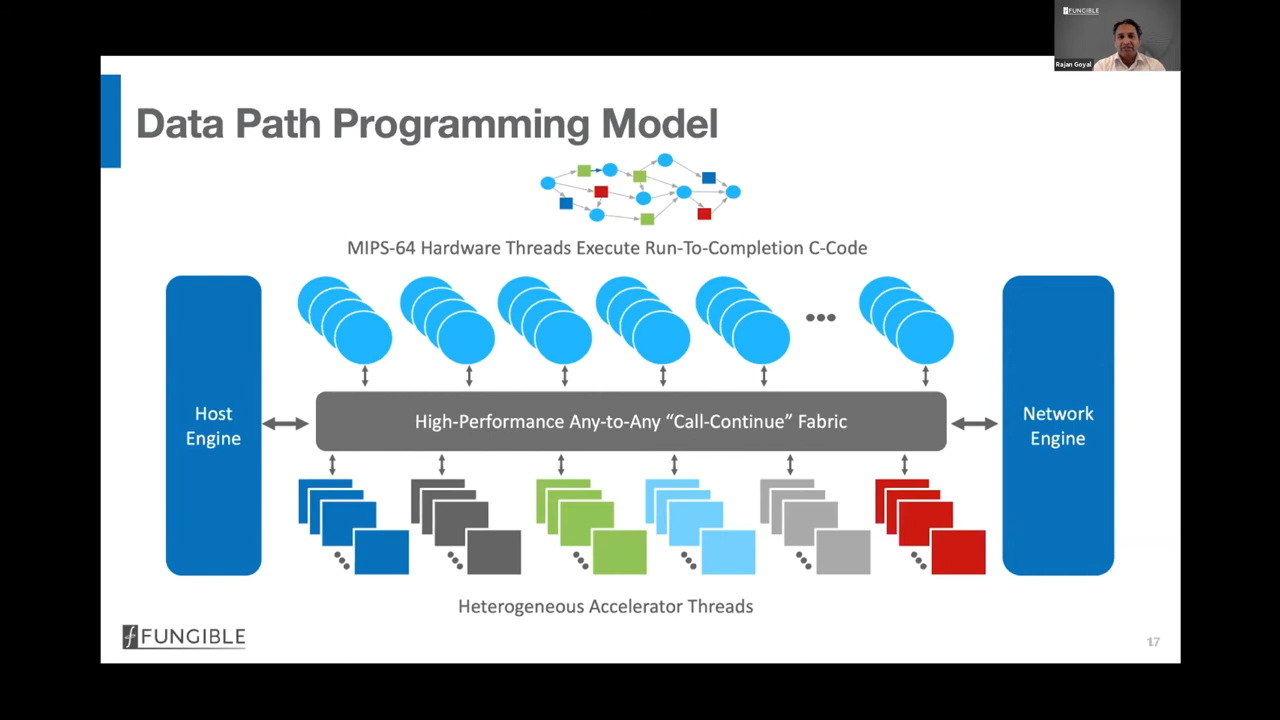 FUNGIBLE
Rajan Goyal
Data Path Programming Model
MIPS-64 Hardware Threads Execute Run-To-Completion C-Code
Host
Engine
High-Performance Any-to-Any “Call-Continue” Fabric
Network
Engine
Heterogeneous Accelerator Threads
FUNGIBLE
17